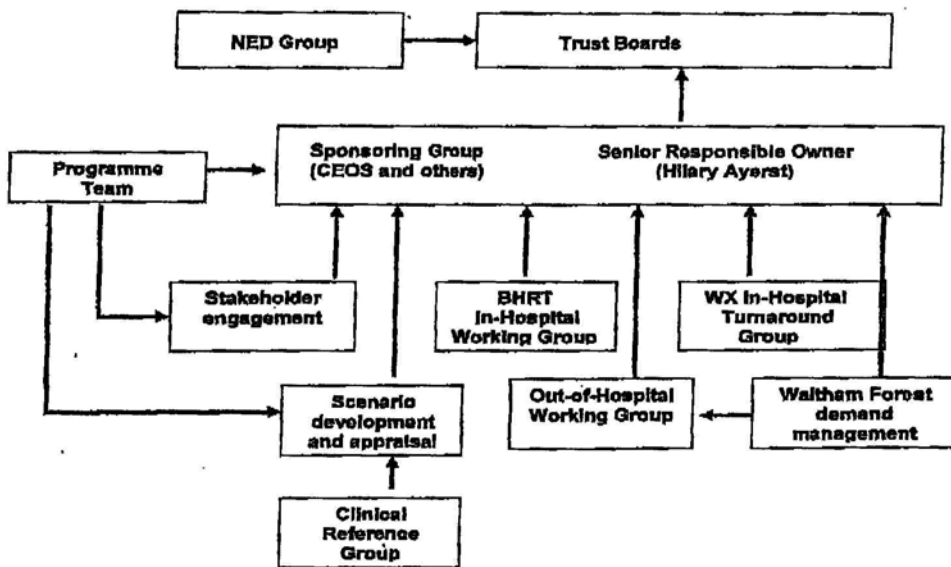 NED Group
Trust Boards
Sponsoring Group
(CEOS and others)
Senior Responsible Owner
(Hilary Ayerst)
Programme
Team
Stakeholder
engagement
BHRT
In-Hospital
Working Group
WX In-Hospital
Turnaround
Group
Scenario
development
and appraisal
Out-of-Hospital
Working Group
Waltham Forest
demand
management
Clinical
Reference
Group